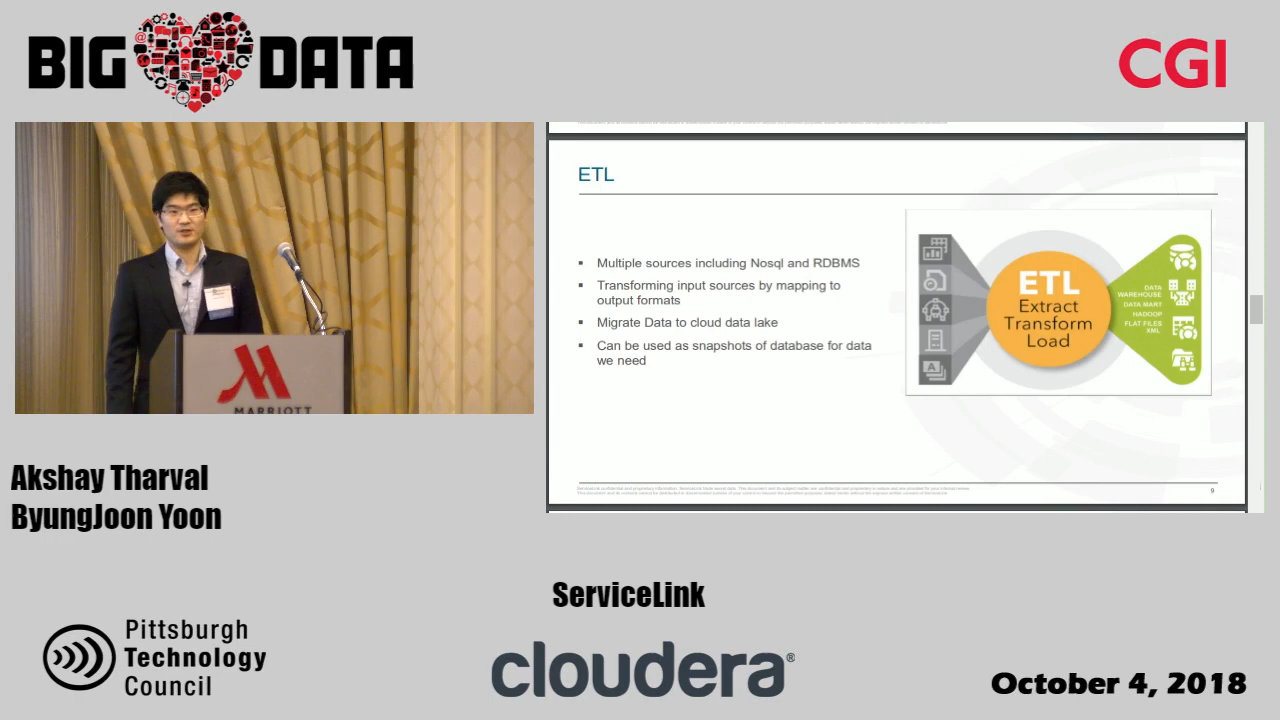 BIG DATA
CGI
ETL
▪ Multiple sources including Nosql and RDBMS
▪ Transforming input sources by mapping to
output formats
▪ Migrate Data to cloud data lake
▪ Can be used as snapshots of database for data
we need
ETL
Extract
Transform
Load
DATA
WAREHOUSE
DATA MART
HADOOP
FLAT FILES
XML
A
9
MARRIOTT
Akshay Tharval
ByungJoon Yoon
ServiceLink
Pittsburgh
Technology
Council
cloudera®
October 4, 2018